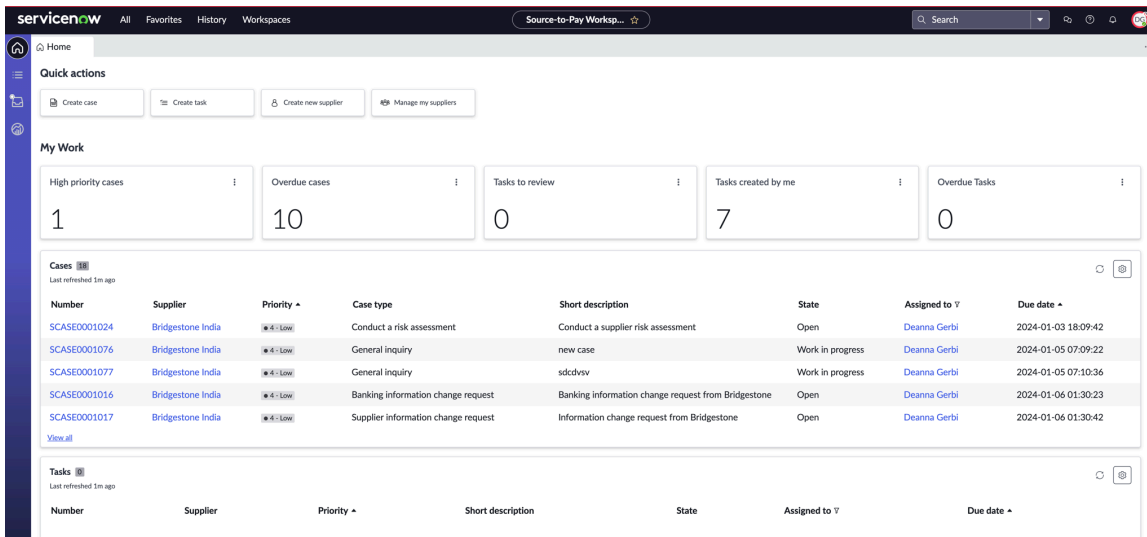 servicenow All Favorites History Workspaces Source-to-Pay Worksp... Search DG
Home
Quick actions
Create case Create task Create new supplier Manage my suppliers
My Work
High priority cases Overdue cases Tasks to review Tasks created by me Overdue Tasks
1 10 0 7 0
Cases 18
Last refreshed 1m ago
Number Supplier Priority Case type Short description State Assigned to Due date
SCASE0001024 Bridgestone India 4 - Low Conduct a risk assessment Conduct a supplier risk assessment Open Deanna Gerbi 2024-01-03 18:09:42
SCASE0001076 Bridgestone India 4 - Low General inquiry new case Work in progress Deanna Gerbi 2024-01-05 07:09:22
SCASE0001077 Bridgestone India 4 - Low General inquiry sdcdvsv Work in progress Deanna Gerbi 2024-01-05 07:10:36
SCASE0001016 Bridgestone India 4 - Low Banking information change request Banking information change request from Bridgestone Open Deanna Gerbi 2024-01-06 01:30:23
SCASE0001017 Bridgestone India 4 - Low Supplier information change request Information change request from Bridgestone Open Deanna Gerbi 2024-01-06 01:30:42
View all
Tasks 0
Last refreshed 1m ago
Number Supplier Priority Short description State Assigned to Due date